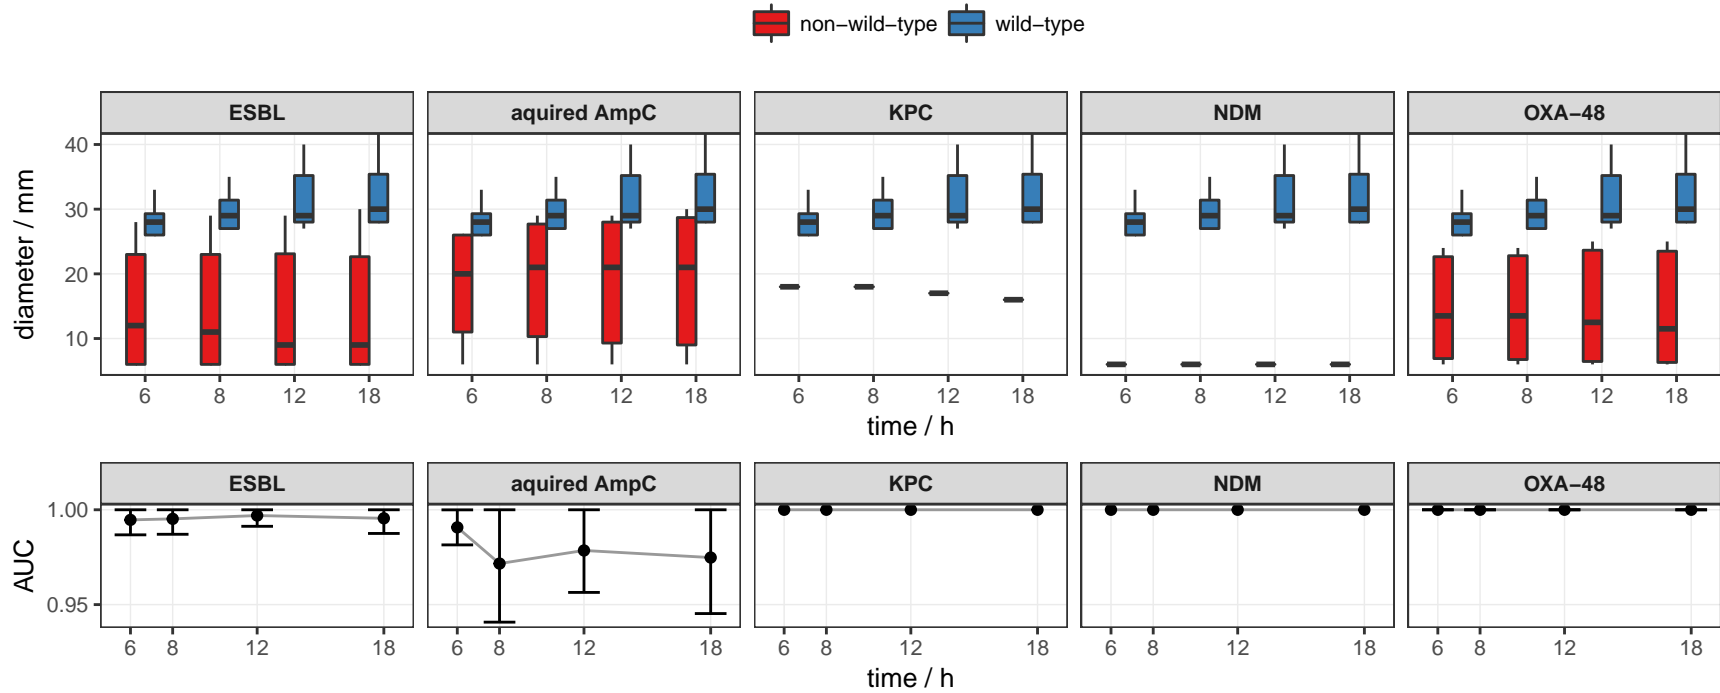 non−wild−type wild−type
ESBL aquired AmpC KPC NDM OXA−48
diameter / mm
40
30
20
10
6 8 12 18 6 8 12 18 6 8 12 18 6 8 12 18 6 8 12 18
time / h
ESBL aquired AmpC KPC NDM OXA−48
AUC
1.00
0.95
6 8 12 18 6 8 12 18 6 8 12 18 6 8 12 18 6 8 12 18
time / h